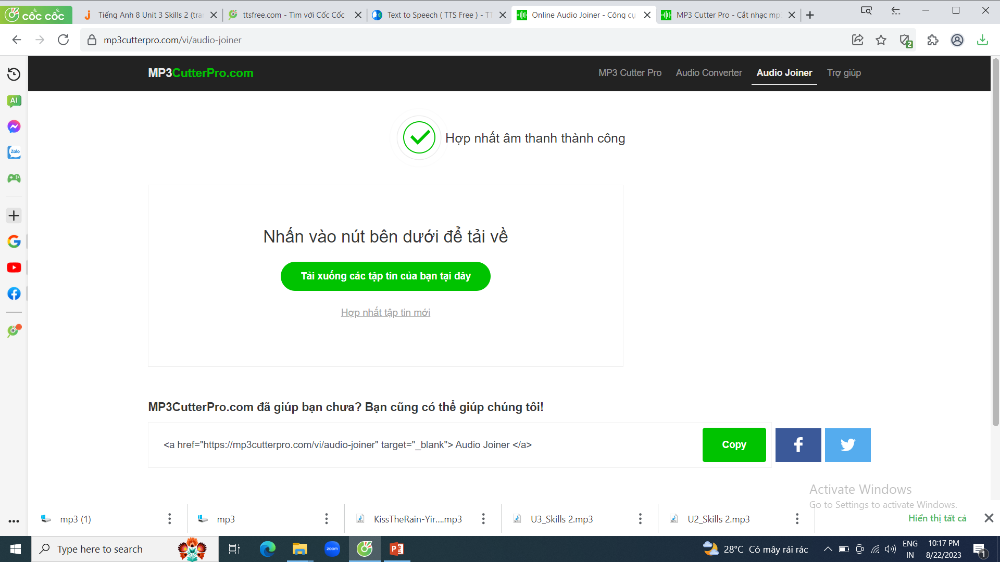 cốc cốc
Tiếng Anh 8 Unit 3 Skills 2 (tra
ttsfree.com - Tìm với Cốc Cốc
Text to Speech ( TTS Free ) - TT
Online Audio Joiner - Công cụ
MP3 Cutter Pro - Cắt nhạc mp
mp3cutterpro.com/vi/audio-joiner
2
MP3CutterPro.com
MP3 Cutter Pro
Audio Converter
Audio Joiner
Trợ giúp
AI
Zalo
Hợp nhất âm thanh thành công
Nhấn vào nút bên dưới để tải về
Tải xuống các tập tin của bạn tại đây
Hợp nhất tập tin mới
MP3CutterPro.com đã giúp bạn chưa? Bạn cũng có thể giúp chúng tôi!
<a href="https://mp3cutterpro.com/vi/audio-joiner" target="_blank"> Audio Joiner </a>
Copy
Activate Windows
Go to Settings to activate Windows.
mp3 (1)
mp3
KissTheRain-Yir....mp3
U3_Skills 2.mp3
U2_Skills 2.mp3
Hiển thị tất cả
Type here to search
zoom
28°C Có mây rải rác
ENG
IN
10:17 PM
8/22/2023
1